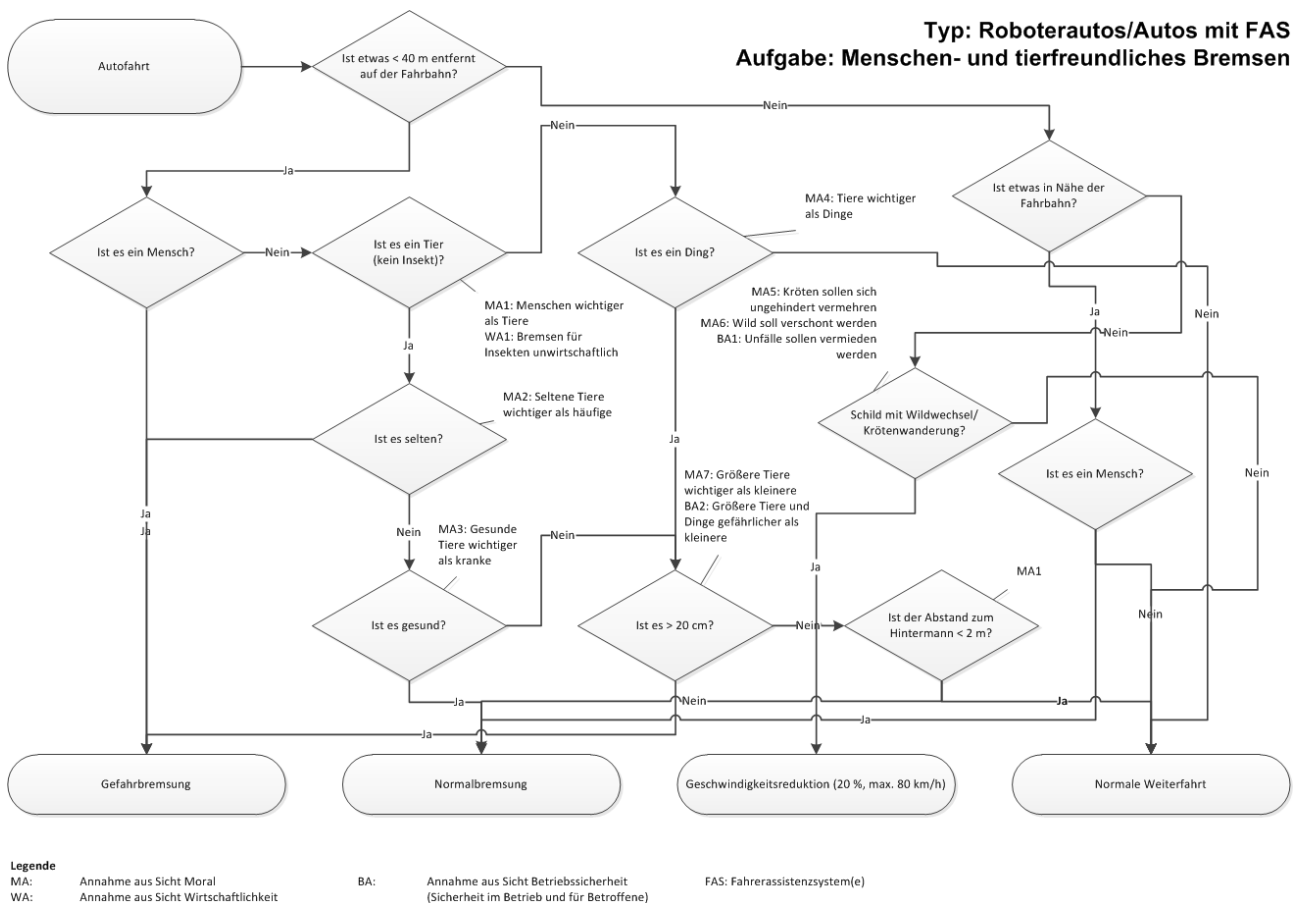 Typ: Roboterautos/Autos mit FAS
Aufgabe: Menschen- und tierfreundliches Bremsen
Autofahrt
Ist etwas < 40 m entfernt
auf der Fahrbahn?
Nein
Nein
Ja
Ist etwas in Nähe der
Fahrbahn?
MA4: Tiere wichtiger
als Dinge
Ist es ein Mensch?
Nein
Ist es ein Tier
(kein Insekt)?
Ist es ein Ding?
MA1: Menschen wichtiger
als Tiere
WA1: Bremsen für
Insekten unwirtschaftlich
MA5: Kröten sollen sich
ungehindert vermehren
MA6: Wild soll verschont werden
BA1: Unfälle sollen vermieden
werden
Ja
Nein
Nein
Ja
MA2: Seltene Tiere
wichtiger als häufige
Ist es selten?
Ja
Schild mit Wildwechsel/
Krötenwanderung?
Ist es ein Mensch?
Nein
MA7: Größere Tiere
wichtiger als kleinere
BA2: Größere Tiere und
Dinge gefährlicher als
kleinere
Ja
Ja
Nein
MA3: Gesunde
Tiere wichtiger
als kranke
Nein
Ja
MA1
Ist es gesund?
Ist es > 20 cm?
Nein
Ist der Abstand zum
Hintermann < 2 m?
Nein
Ja
Nein
Ja
Ja
Ja
Gefahrbremsung
Normalbremsung
Geschwindigkeitsreduktion (20 %, max. 80 km/h)
Normale Weiterfahrt
Legende
MA: Annahme aus Sicht Moral
WA: Annahme aus Sicht Wirtschaftlichkeit
BA: Annahme aus Sicht Betriebssicherheit
(Sicherheit im Betrieb und für Betroffene)
FAS: Fahrerassistenzsystem(e)